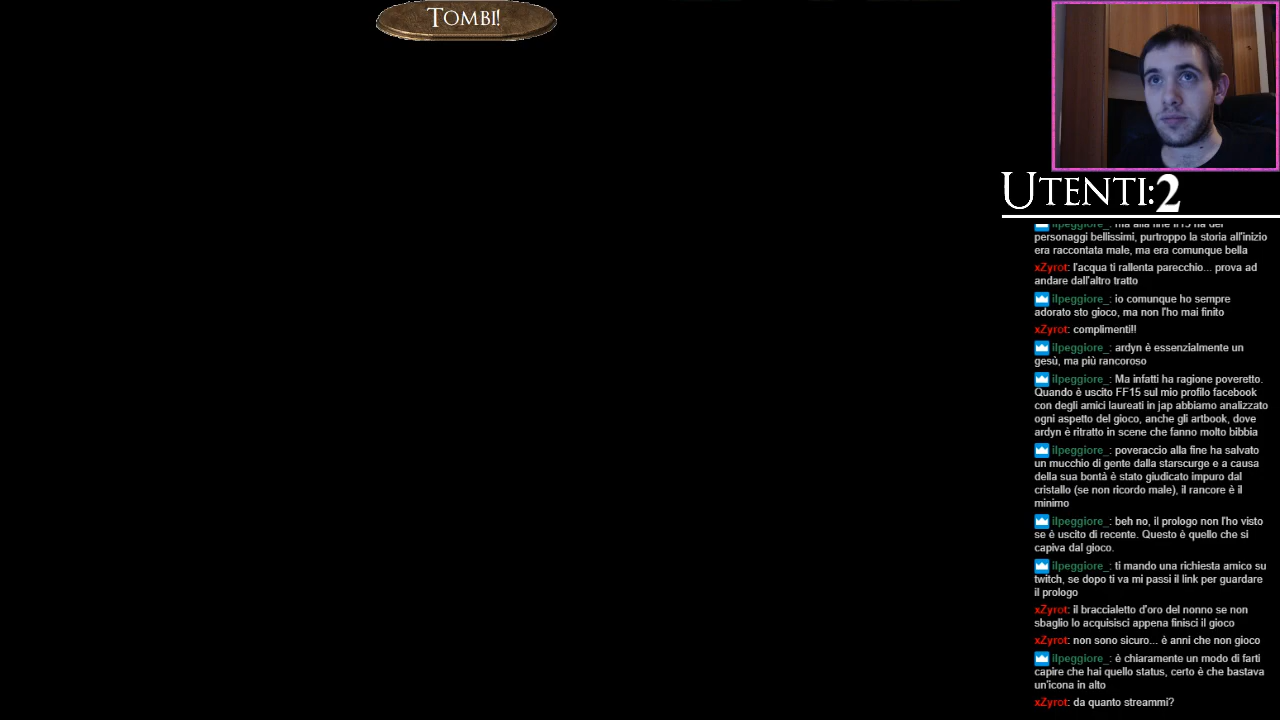 TOMBI!
UTENTI:2
ilpeggiore_: ma alla fine ff15 ha dei
personaggi bellissimi, purtroppo la storia all'inizio
era raccontata male, ma era comunque bella
xZyrot: l'acqua ti rallenta parecchio... prova ad
andare dall'altro tratto
ilpeggiore_: io comunque ho sempre
adorato sto gioco, ma non l'ho mai finito
xZyrot: complimenti!!
ilpeggiore_: ardyn è essenzialmente un
gesù, ma più rancoroso
ilpeggiore_: Ma infatti ha ragione poveretto.
Quando è uscito FF15 sul mio profilo facebook
con degli amici laureati in jap abbiamo analizzato
ogni aspetto del gioco, anche gli artbook, dove
ardyn è ritratto in scene che fanno molto bibbia
ilpeggiore_: poveraccio alla fine ha salvato
un mucchio di gente dalla starscurge e a causa
della sua bontà è stato giudicato impuro dal
cristallo (se non ricordo male), il rancore è il
minimo
ilpeggiore_: beh no, il prologo non l'ho visto
se è uscito di recente. Questo è quello che si
capiva dal gioco.
ilpeggiore_: ti mando una richiesta amico su
twitch, se dopo ti va mi passi il link per guardare
il prologo
xZyrot: il braccialetto d'oro del nonno se non
sbaglio lo acquisisci appena finisci il gioco
xZyrot: non sono sicuro... è anni che non gioco
ilpeggiore_: è chiaramente un modo di farti
capire che hai quello status, certo è che bastava
un'icona in alto
xZyrot: da quanto streammi?